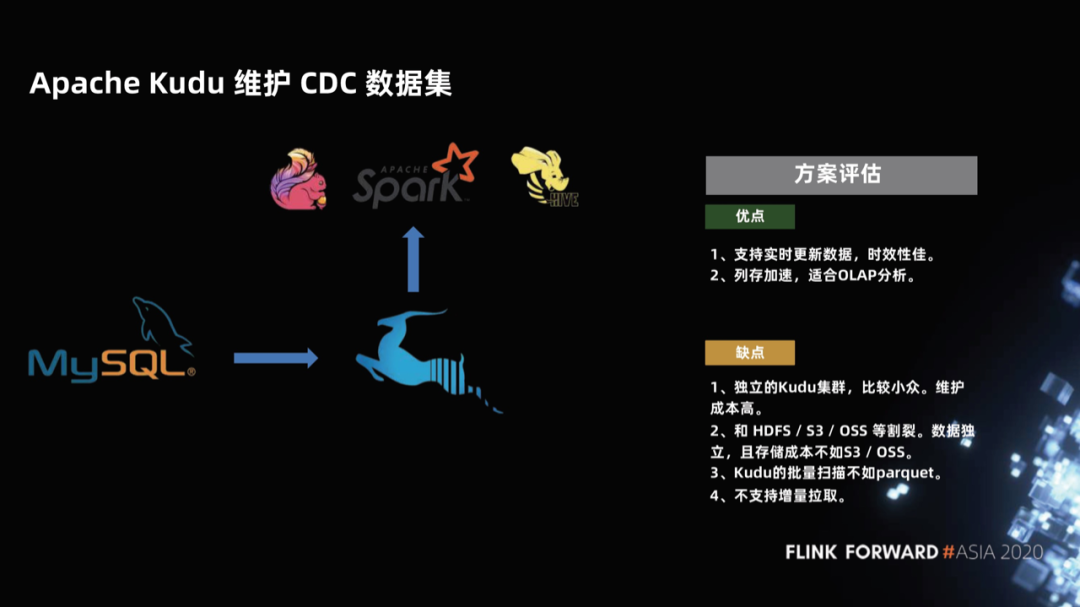 Apache Kudu 维护 CDC 数据集
APACHE
Spark™
HIVE
MySQL®
方案评估
优点
1、支持实时更新数据，时效性佳。
2、列存加速，适合OLAP分析。
缺点
1、独立的Kudu集群，比较小众。维护
成本高。
2、和 HDFS / S3 / OSS 等割裂。数据独
立，且存储成本不如S3 / OSS。
3、Kudu的批量扫描不如parquet。
4、不支持增量拉取。
FLINK FORWARD #ASIA 2020